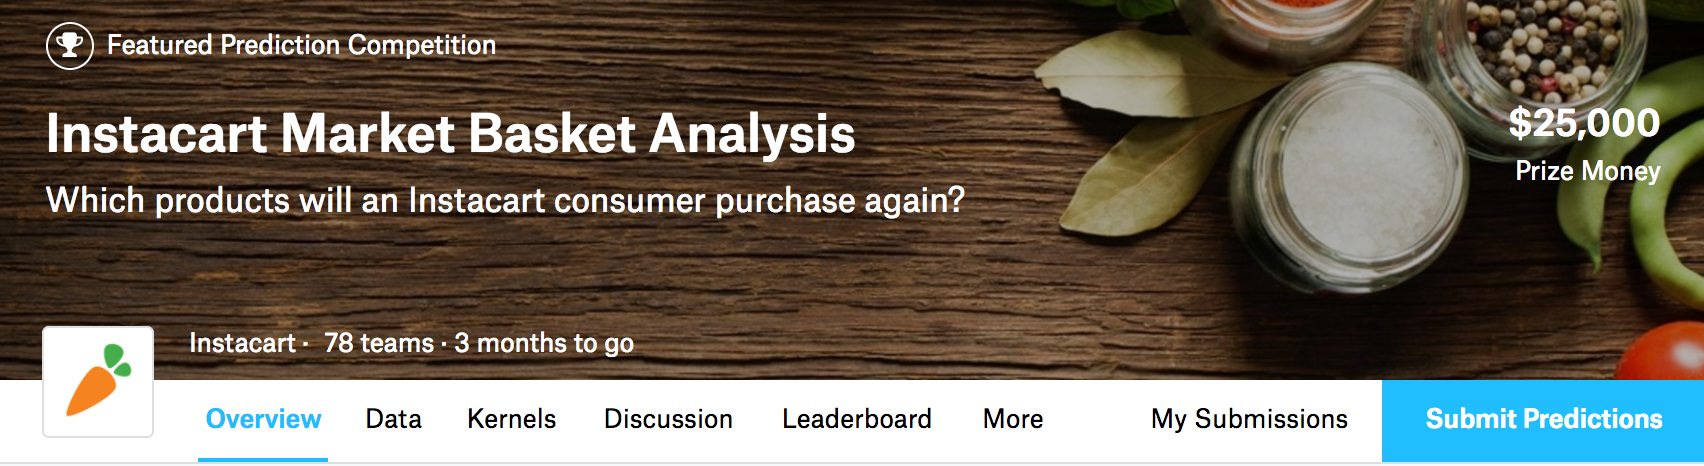 Featured Prediction Competition
Instacart Market Basket Analysis
Which products will an Instacart consumer purchase again?
$25,000
Prize Money
Instacart · 78 teams · 3 months to go
Overview Data Kernels Discussion Leaderboard More My Submissions Submit Predictions